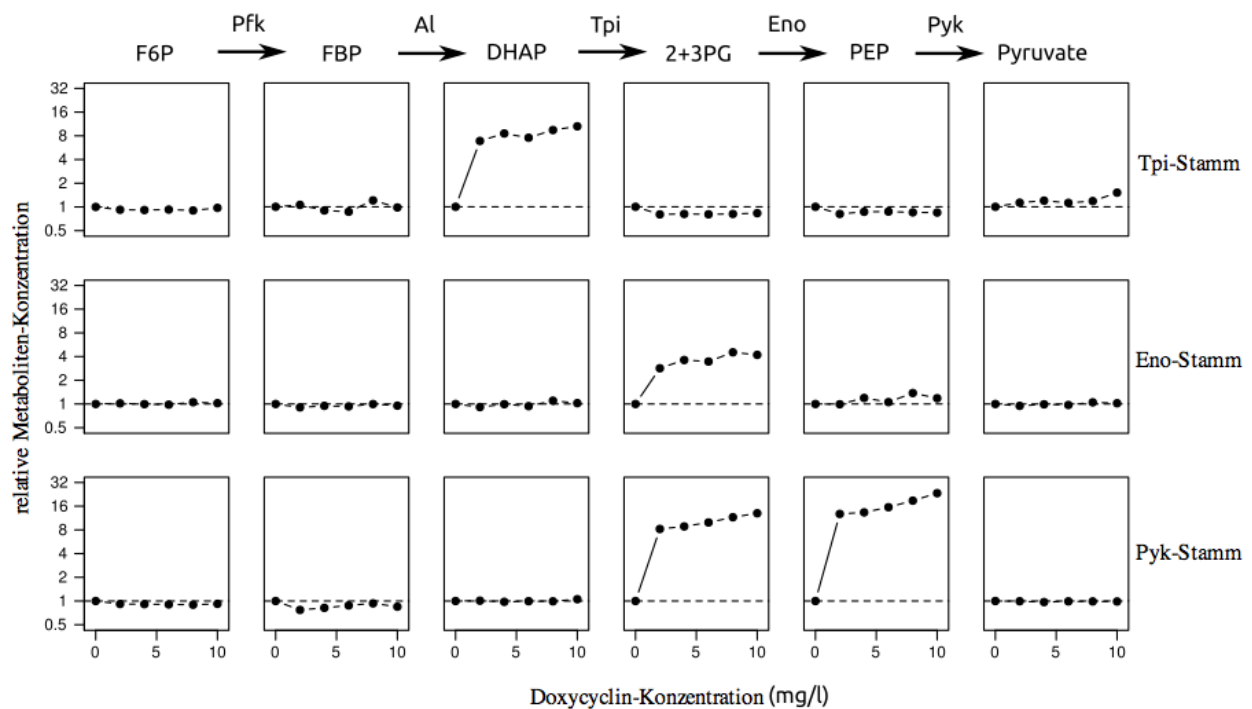 Pfk Al Tpi Eno Pyk
F6P FBP DHAP 2+3PG PEP Pyruvate
32
16
8
4
2
1
0.5
Tpi-Stamm
32
16
8
4
2
1
0.5
Eno-Stamm
32
16
8
4
2
1
0.5
Pyk-Stamm
relative Metaboliten-Konzentration
0 5 10 0 5 10 0 5 10 0 5 10 0 5 10 0 5 10
Doxycyclin-Konzentration (mg/l)